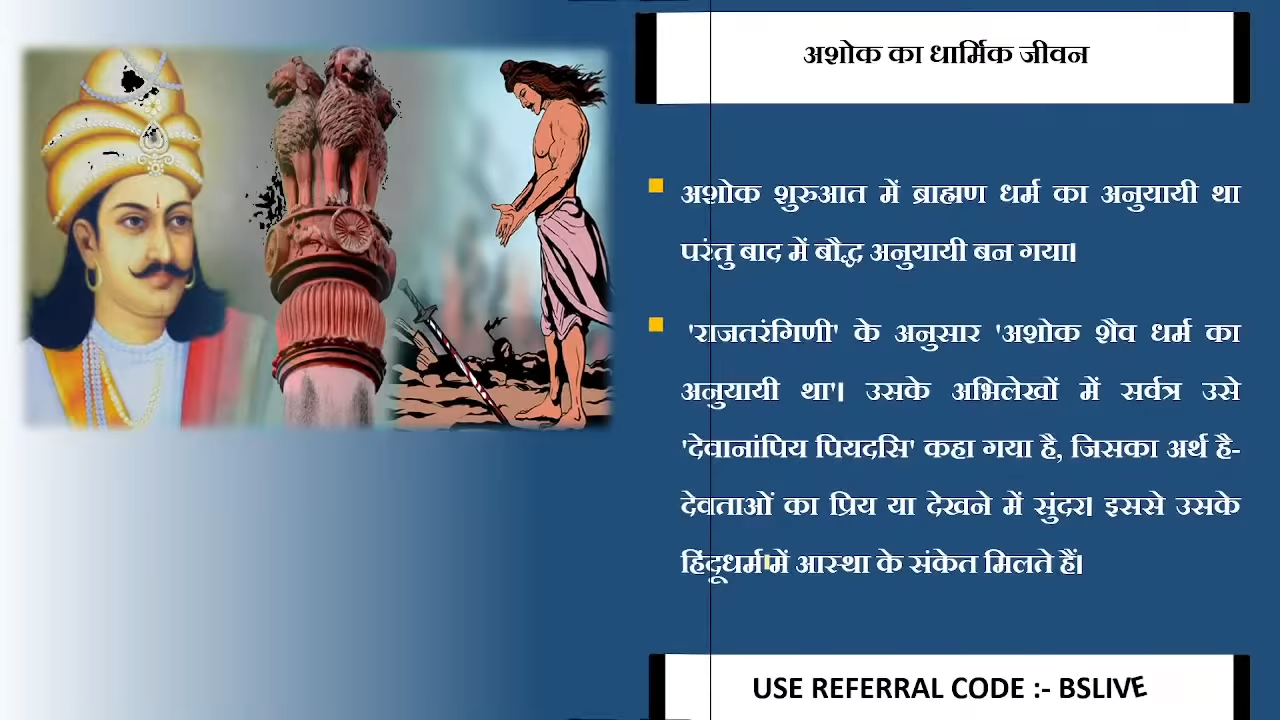 अशोक का धार्मिक जीवन
अशोक शुरुआत में ब्राह्मण धर्म का अनुयायी था
परंतु बाद में बौद्ध अनुयायी बन गया।
'राजतरंगिणी' के अनुसार 'अशोक शैव धर्म का
अनुयायी था'। उसके अभिलेखों में सर्वत्र उसे
'देवानांपिय पियदसि' कहा गया है, जिसका अर्थ है-
देवताओं का प्रिय या देखने में सुंदर। इससे उसके
हिंदूधर्म में आस्था के संकेत मिलते हैं।
USE REFERRAL CODE :- BSLIVE